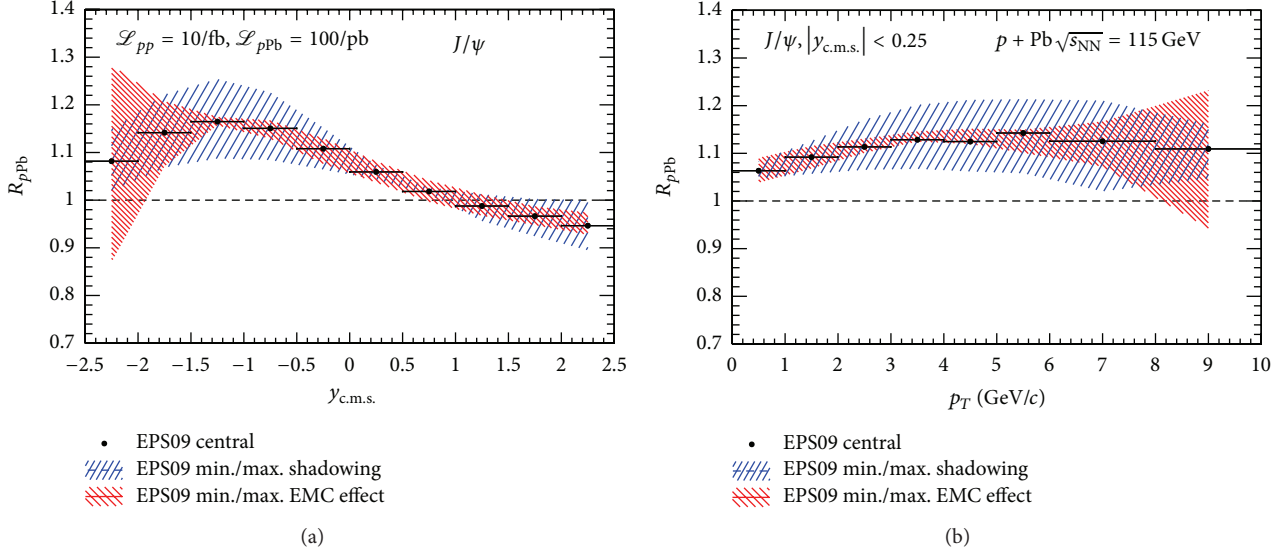 1.4
1.3
1.2
1.1
1
0.9
0.8
0.7
R_pPb
ℒ_pp = 10/fb, ℒ_pPb = 100/pb
J/ψ
−2.5 −2 −1.5 −1 −0.5 0 0.5 1 1.5 2 2.5
y_c.m.s.
EPS09 central
EPS09 min./max. shadowing
EPS09 min./max. EMC effect
(a)
1.4
1.3
1.2
1.1
1
0.9
0.8
0.7
R_pPb
J/ψ, |y_c.m.s.| < 0.25
p + Pb √s_NN = 115 GeV
0 1 2 3 4 5 6 7 8 9 10
p_T (GeV/c)
EPS09 central
EPS09 min./max. shadowing
EPS09 min./max. EMC effect
(b)